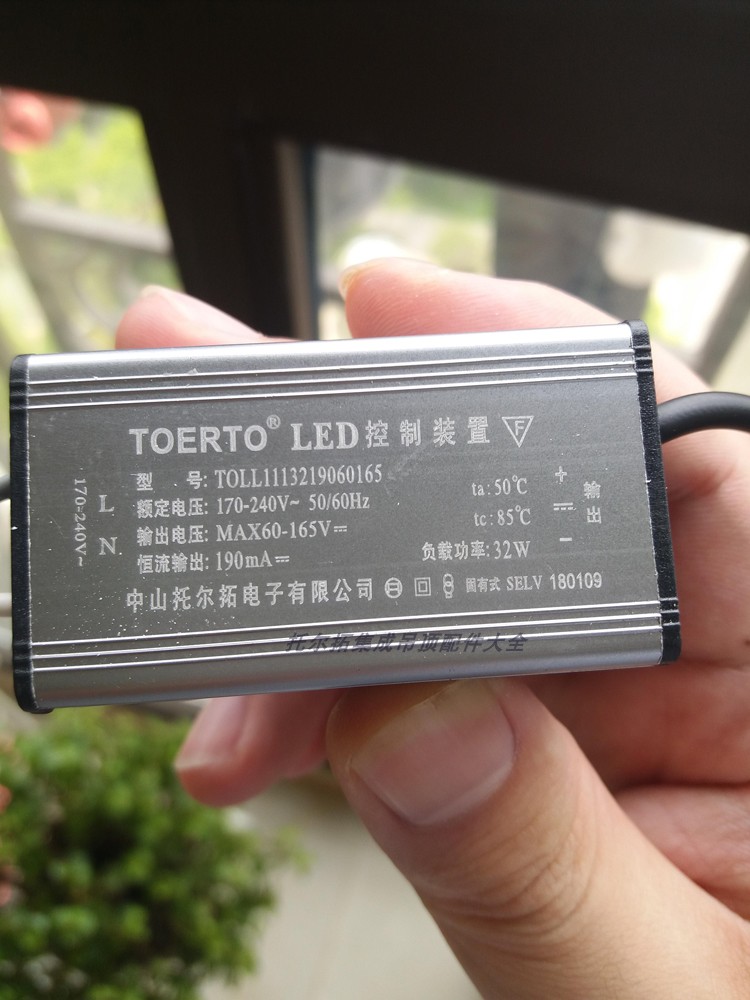 TOERTO® LED控制装置 F
型 号: TOLL1113219060165
额定电压: 170-240V~ 50/60Hz
输出电压: MAX60-165V⎓
恒流输出: 190mA⎓
170-240V~
L
N
ta:50℃
tc:85℃
负载功率:32W
+
⎓
−
输出
中山托尔拓电子有限公司 固有式 SELV 180109
托尔拓集成吊顶配件大全